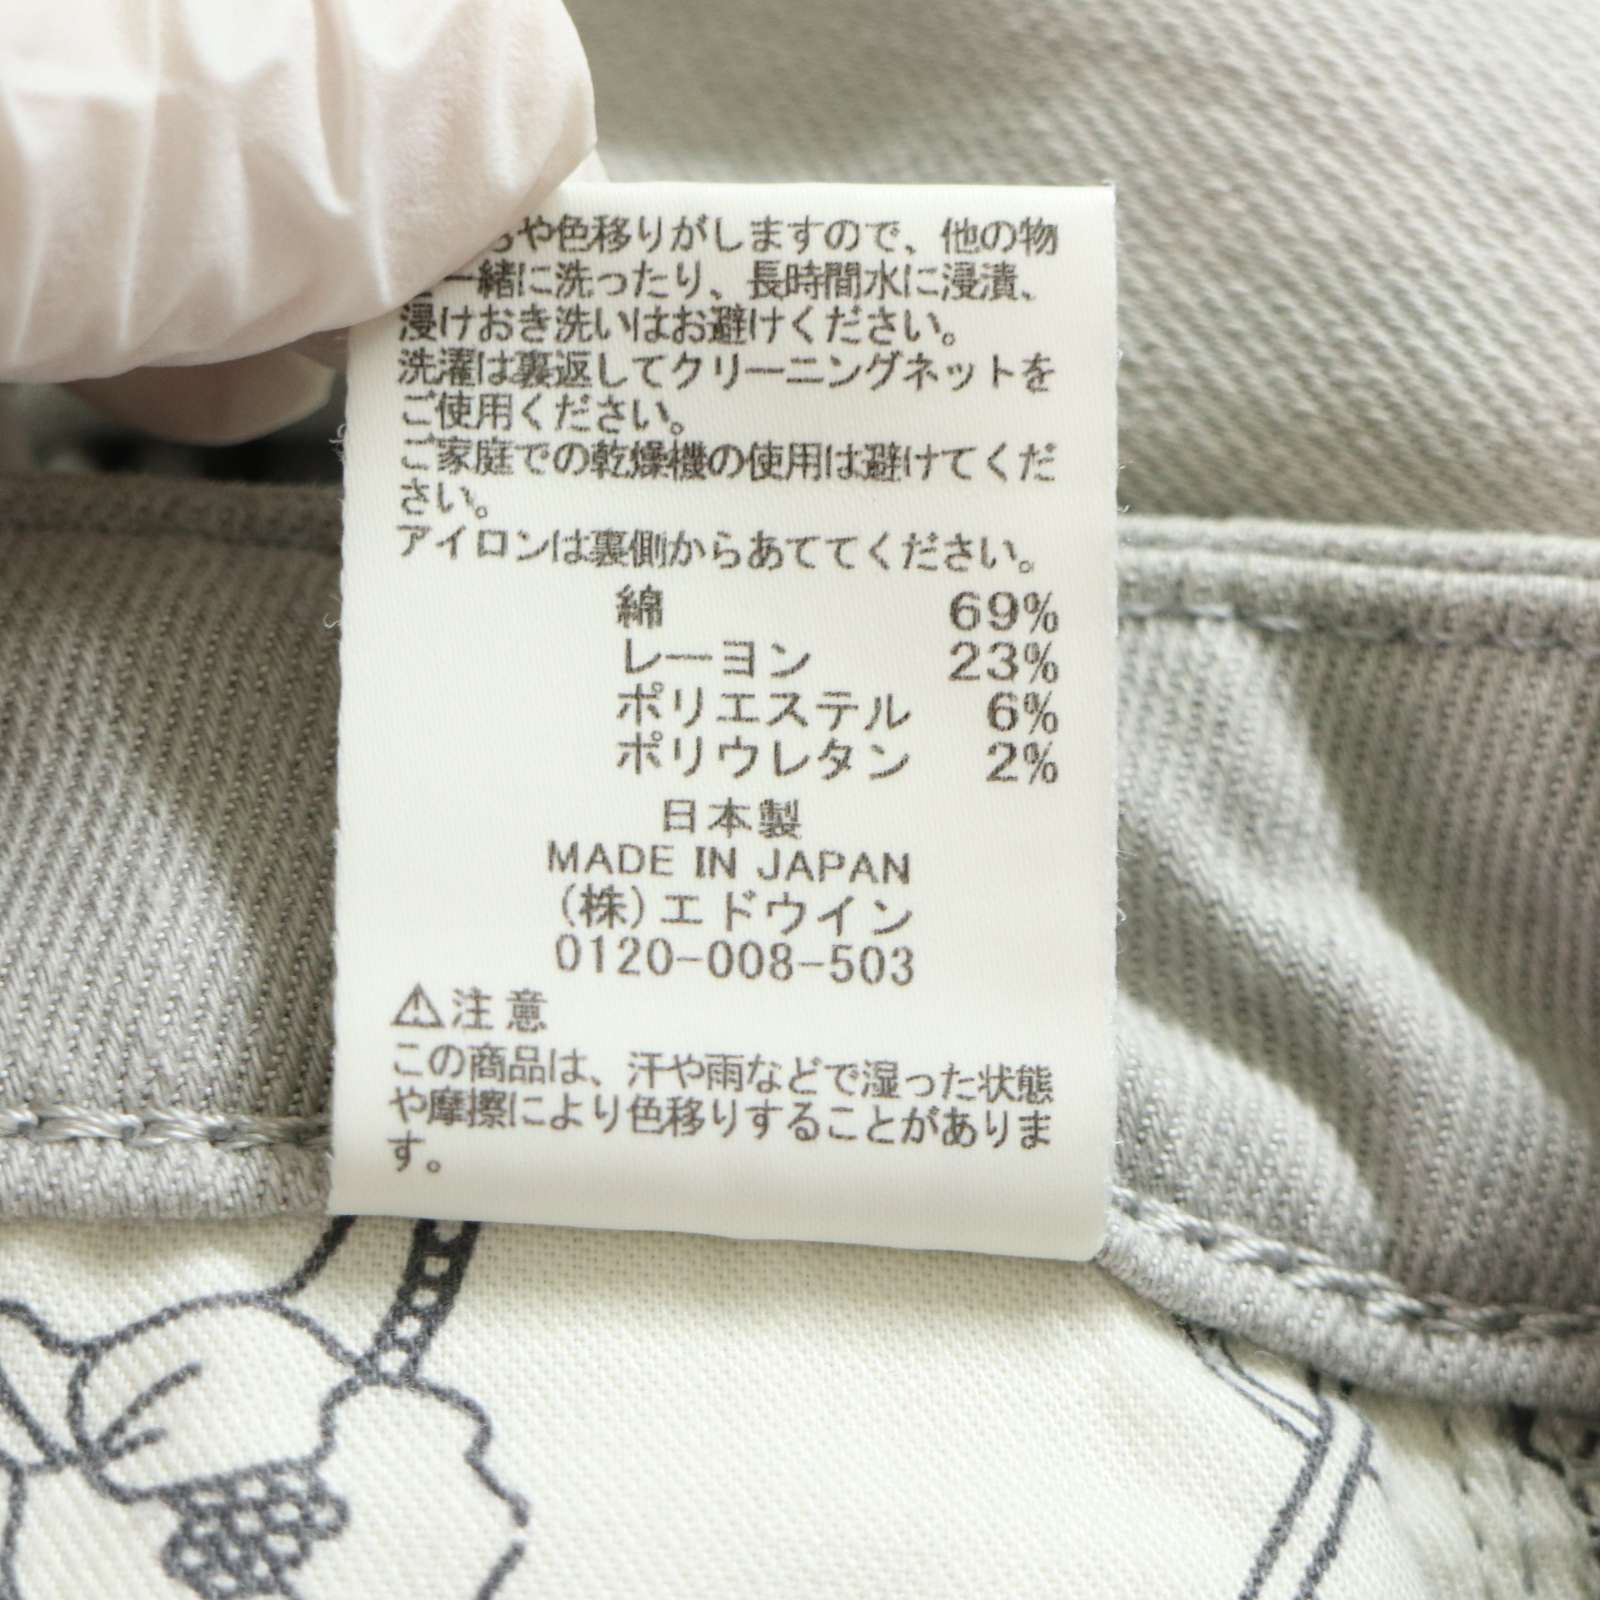 や色移りがしますので、他の物
一緒に洗ったり、長時間水に浸漬、
浸けおき洗いはお避けください。
洗濯は裏返してクリーニングネットを
ご使用ください。
ご家庭での乾燥機の使用は避けてくだ
さい。
アイロンは裏側からあててください。
綿 69%
レーヨン 23%
ポリエステル 6%
ポリウレタン 2%
日本製
MADE IN JAPAN
(株)エドウイン
0120-008-503
⚠注意
この商品は、汗や雨などで湿った状態
や摩擦により色移りすることがありま
す。